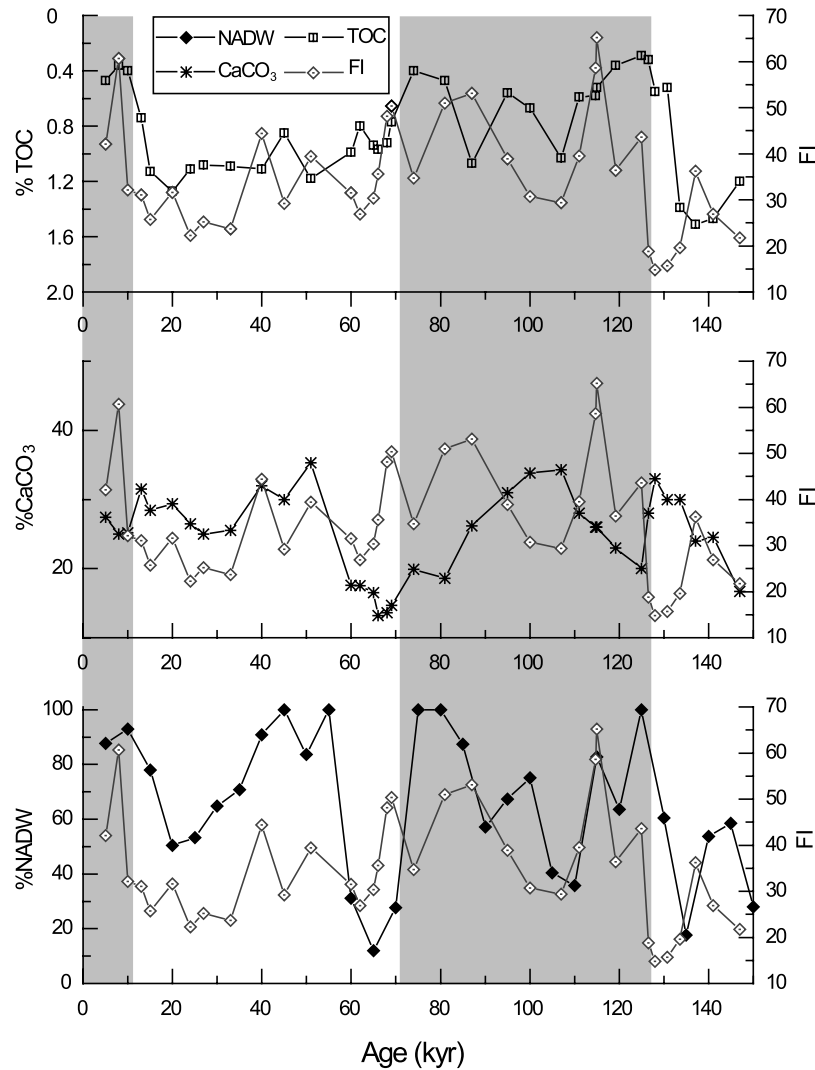 NADW TOC
CaCO3 FI
0 70
0.4 60
0.8 50
1.2 40
1.6 30
2.0 20
10
% TOC
FI
0 20 40 60 80 100 120 140
70
40 60
50
40
20 30
20
10
%CaCO3
FI
0 20 40 60 80 100 120 140
100 70
80 60
60 50
40 40
20 30
0 20
10
%NADW
FI
0 20 40 60 80 100 120 140
Age (kyr)